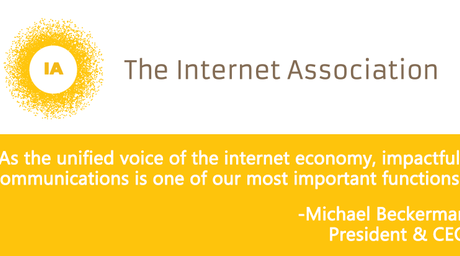 IA
The Internet Association
As the unified voice of the internet economy, impactful
ommunications is one of our most important functions
-Michael Beckerman
President & CEO